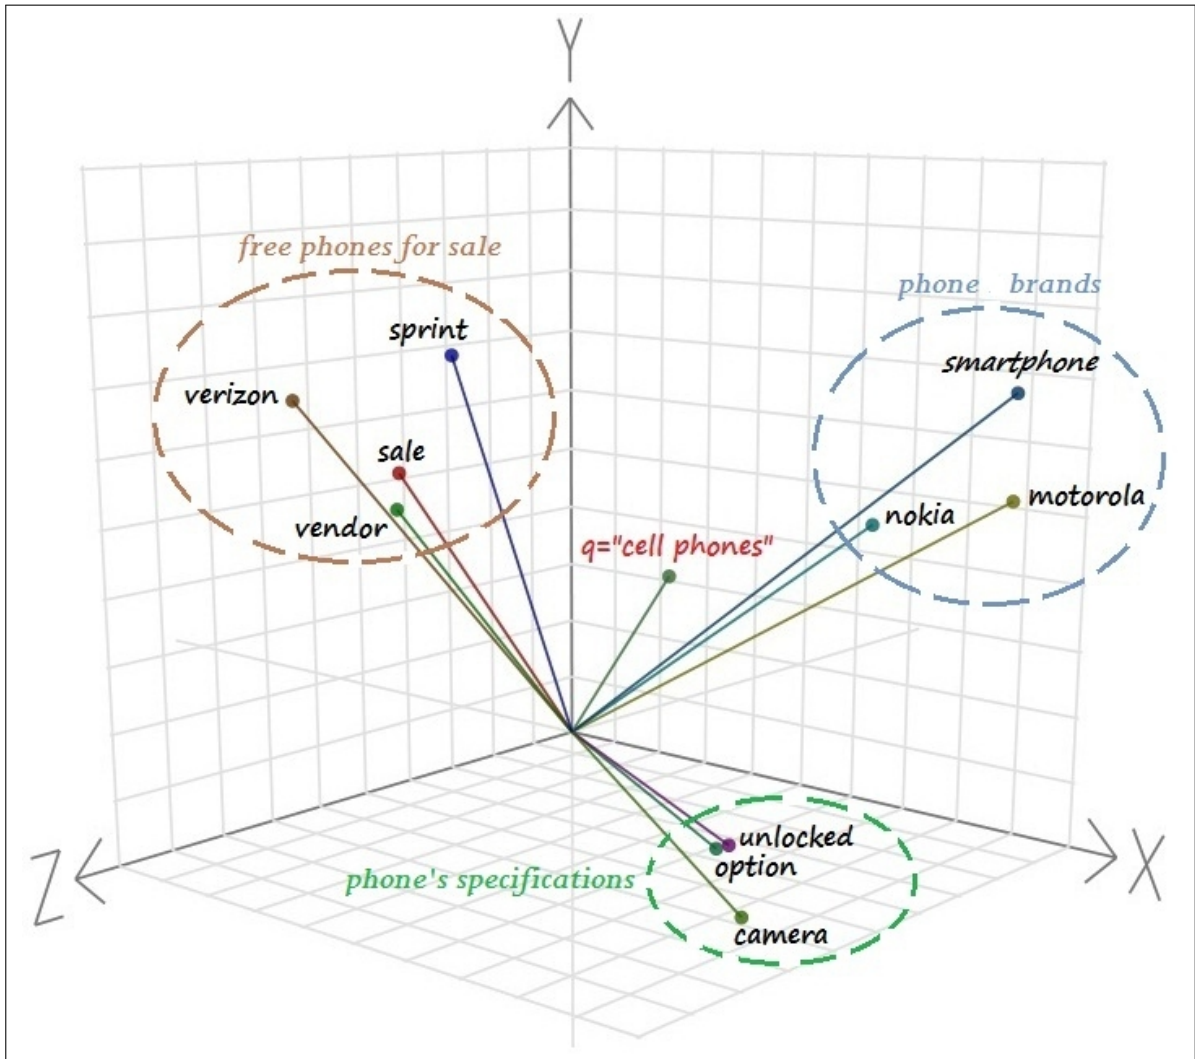 Y
free phones for sale
phone brands
sprint
smartphone
verizon
sale
motorola
nokia
vendor
q="cell phones"
unlocked
option
phone's specifications
Z
X
camera